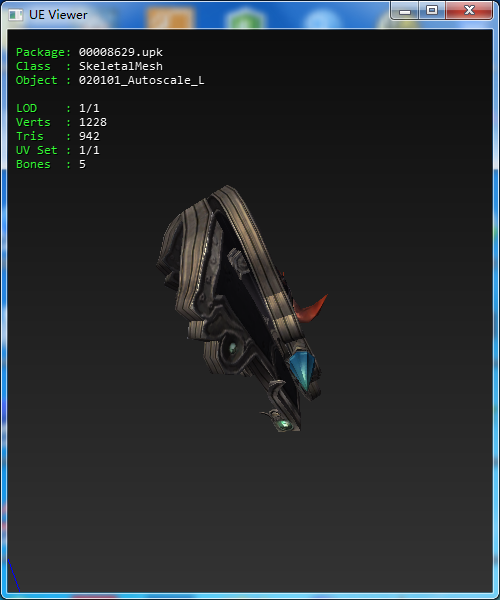 UE Viewer
Package: 00008629.upk
Class : SkeletalMesh
Object : 020101_Autoscale_L
LOD : 1/1
Verts : 1228
Tris : 942
UV Set : 1/1
Bones : 5